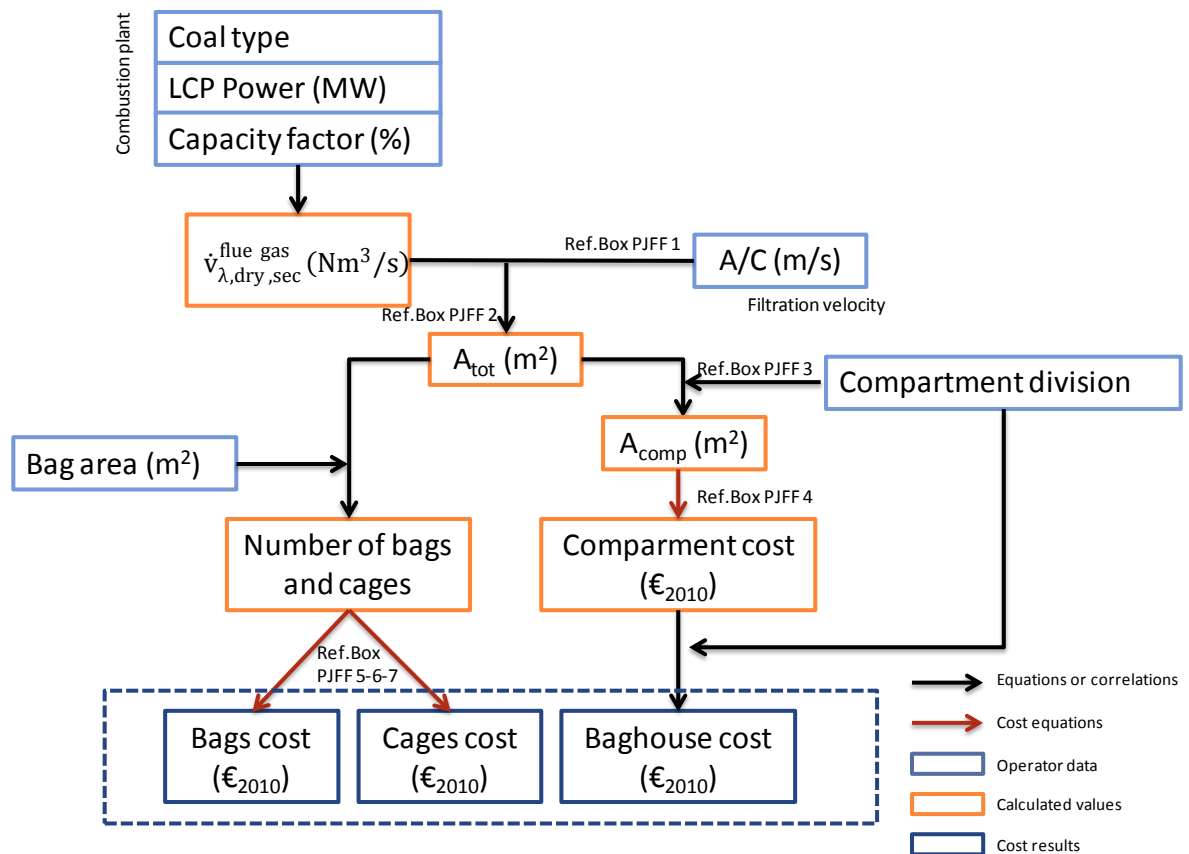 Combustion plant
Coal type
LCP Power (MW)
Capacity factor (%)
v̇ flue gas λ,dry,sec (Nm³/s)
Ref.Box PJFF 1
A/C (m/s)
Filtration velocity
Ref.Box PJFF 2
Aₜₒₜ (m²)
Ref.Box PJFF 3
Compartment division
Bag area (m²)
A_comp (m²)
Ref.Box PJFF 4
Number of bags
and cages
Comparment cost
(€₂₀₁₀)
Ref.Box
PJFF 5-6-7
Bags cost
(€₂₀₁₀)
Cages cost
(€₂₀₁₀)
Baghouse cost
(€₂₀₁₀)
Equations or correlations
Cost equations
Operator data
Calculated values
Cost results